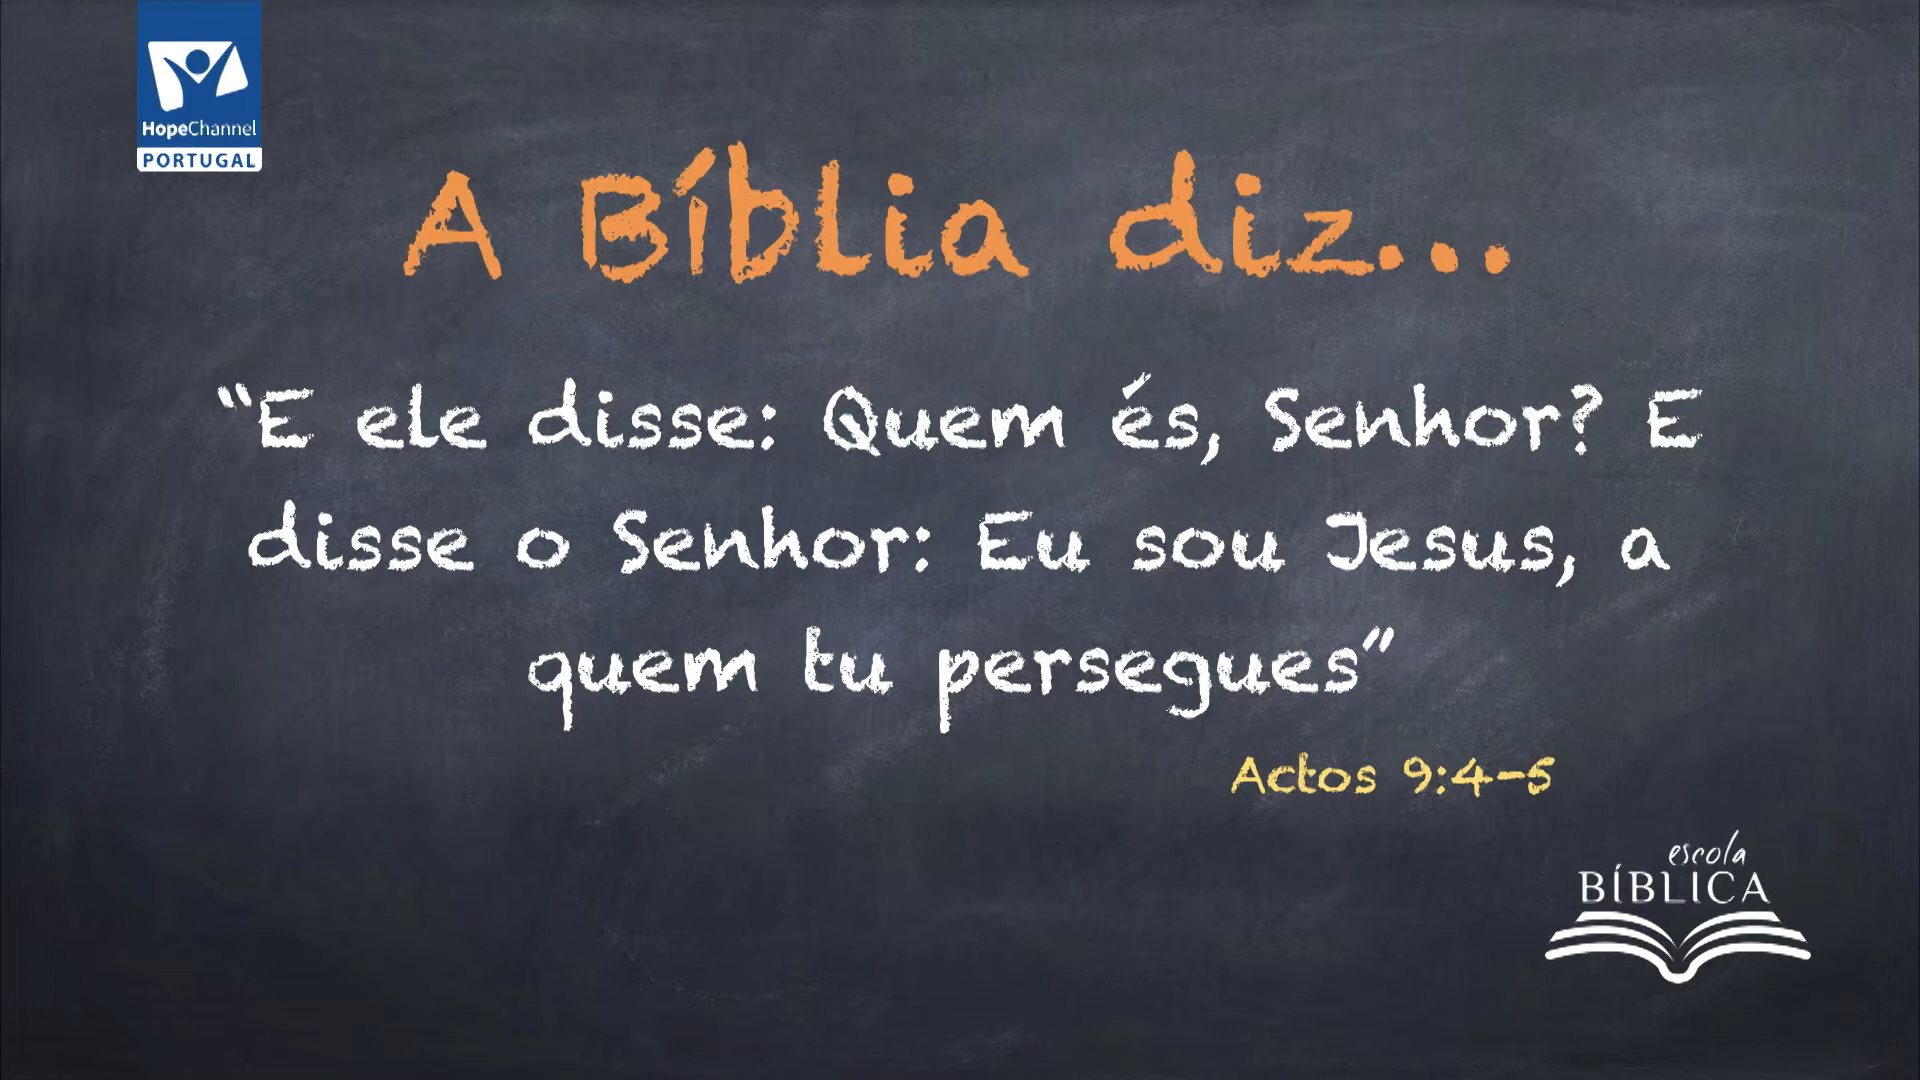 HopeChannel
PORTUGAL
A Bíblia diz...
“E ele disse: Quem és, Senhor? E
disse o Senhor: Eu sou Jesus, a
quem tu persegues”
Actos 9:4-5
escola
BÍBLICA